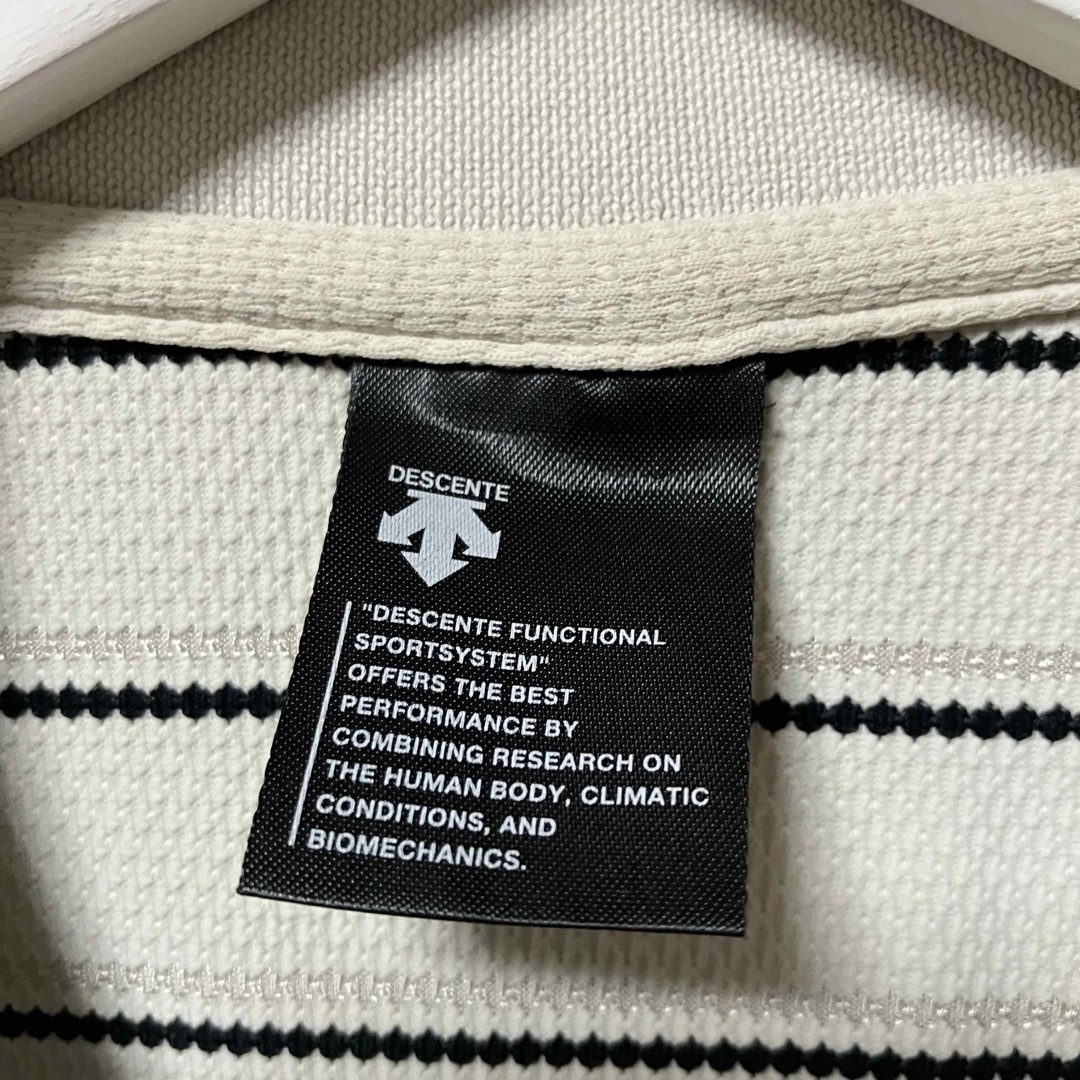 DESCENTE
"DESCENTE FUNCTIONAL
SPORTSYSTEM"
OFFERS THE BEST
PERFORMANCE BY
COMBINING RESEARCH ON
THE HUMAN BODY, CLIMATIC
CONDITIONS, AND
BIOMECHANICS.